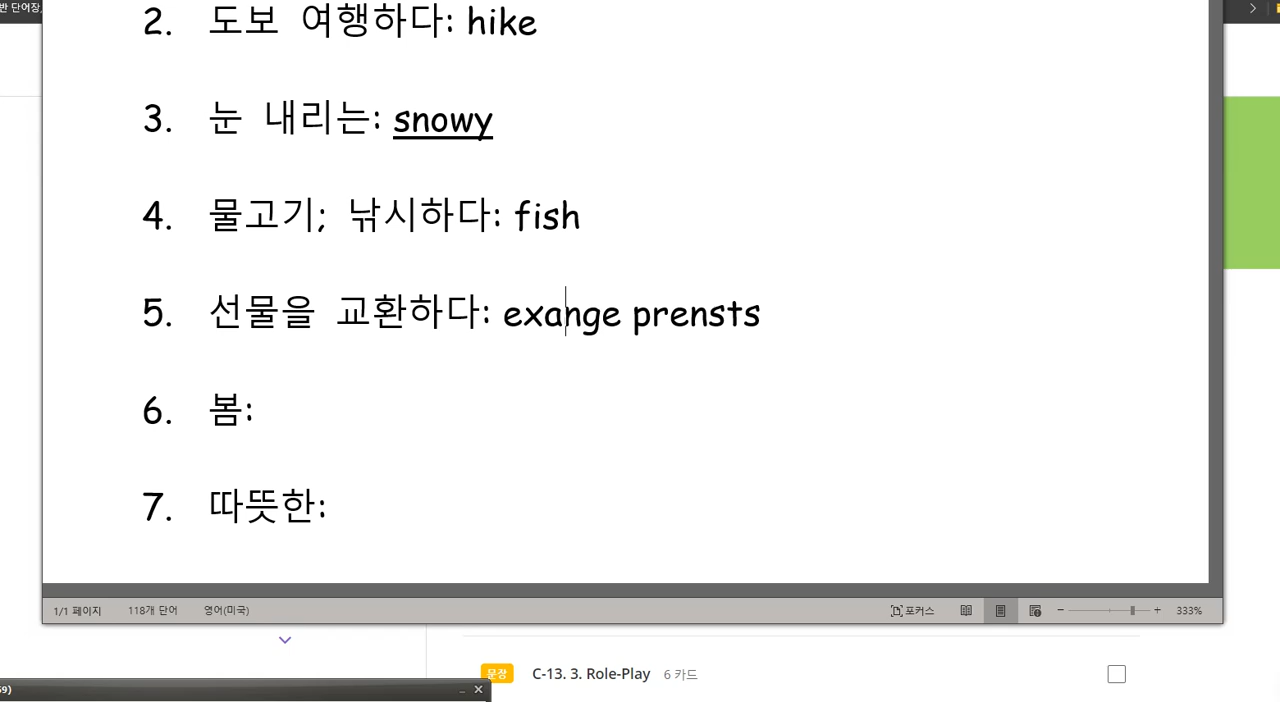 반 단어장.
2. 도보 여행하다: hike
3. 눈 내리는: snowy
4. 물고기; 낚시하다: fish
5. 선물을 교환하다: exange prensts
6. 봄:
7. 따뜻한:
1/1 페이지 118개 단어 영어(미국) 포커스 − + 333%
문장 C-13. 3. Role-Play 6 카드
59)